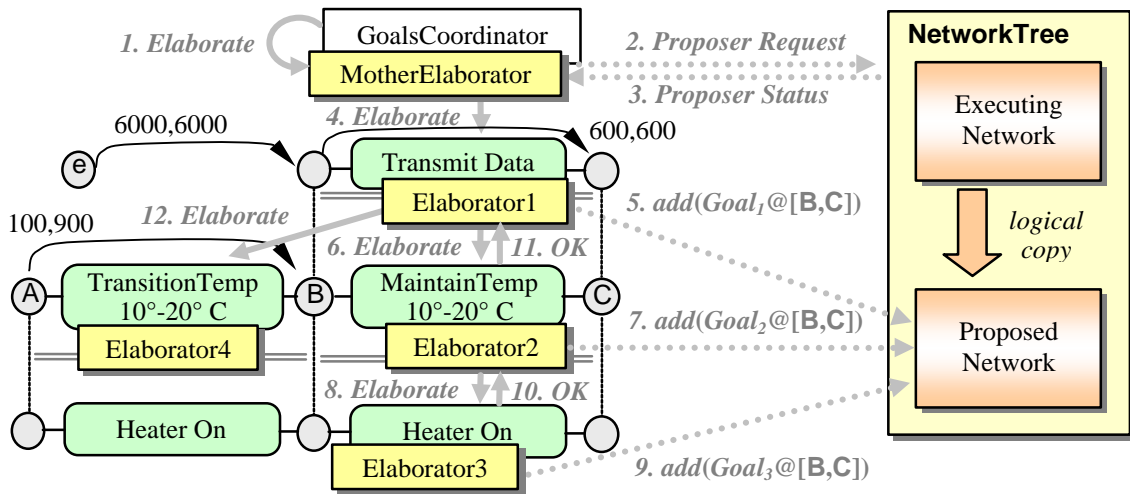 1. Elaborate
GoalsCoordinator
MotherElaborator
2. Proposer Request
3. Proposer Status
NetworkTree
Executing
Network
4. Elaborate
6000,6000
600,600
e
Transmit Data
Elaborator1
5. add(Goal1@[B,C])
12. Elaborate
6. Elaborate
11. OK
logical
copy
100,900
A
TransitionTemp
10°-20° C
B
MaintainTemp
10°-20° C
C
Elaborator4
Elaborator2
7. add(Goal2@[B,C])
Proposed
Network
8. Elaborate
10. OK
Heater On
Heater On
Elaborator3
9. add(Goal3@[B,C])